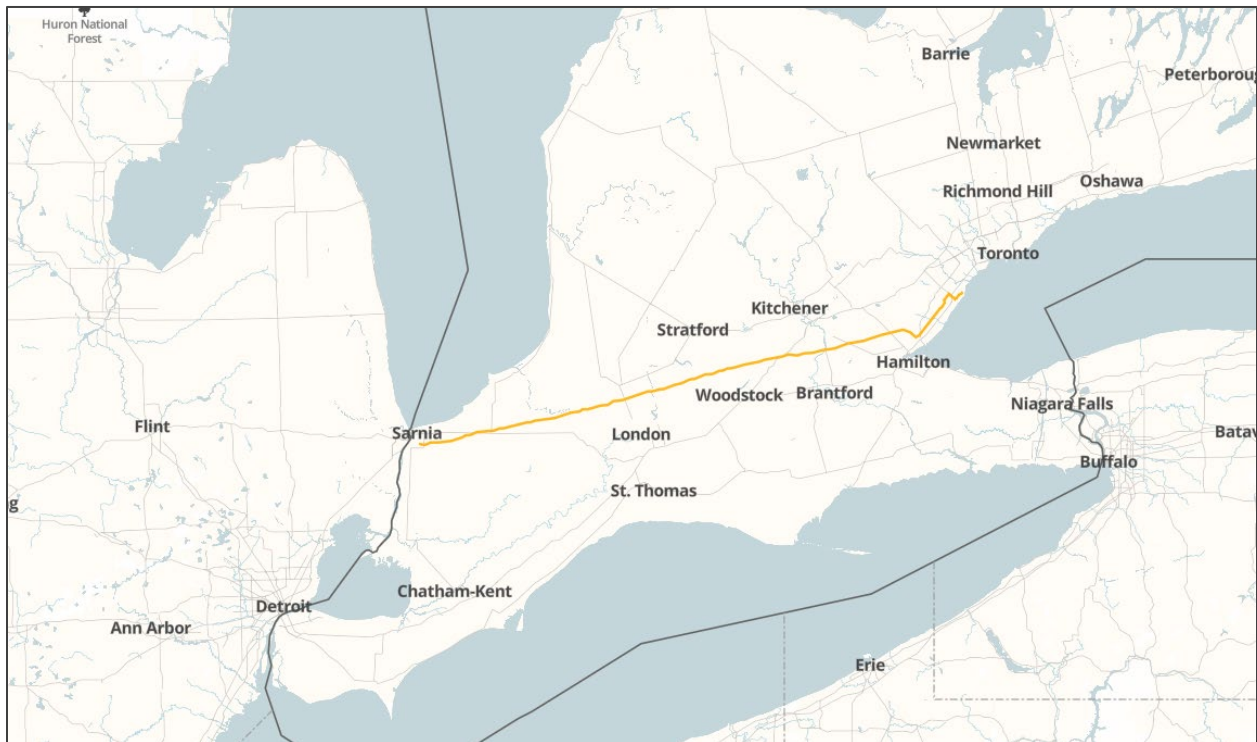 Huron National
Forest
Barrie
Peterboroug
Newmarket
Oshawa
Richmond Hill
Toronto
Kitchener
Stratford
Hamilton
Woodstock
Brantford
Niagara Falls
Flint
Sarnia
London
Batav
Buffalo
St. Thomas
g
Chatham-Kent
Detroit
Ann Arbor
Erie